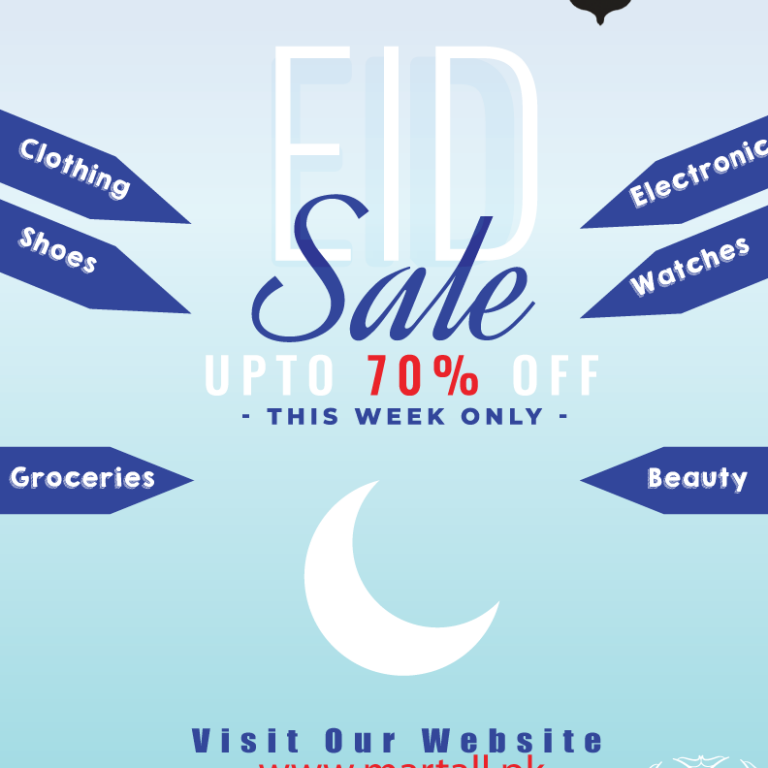 EID
Sale
UPTO 70% OFF
- THIS WEEK ONLY -
Clothing
Shoes
Groceries
Electronic
Watches
Beauty
Visit Our Website
www.martall.pk